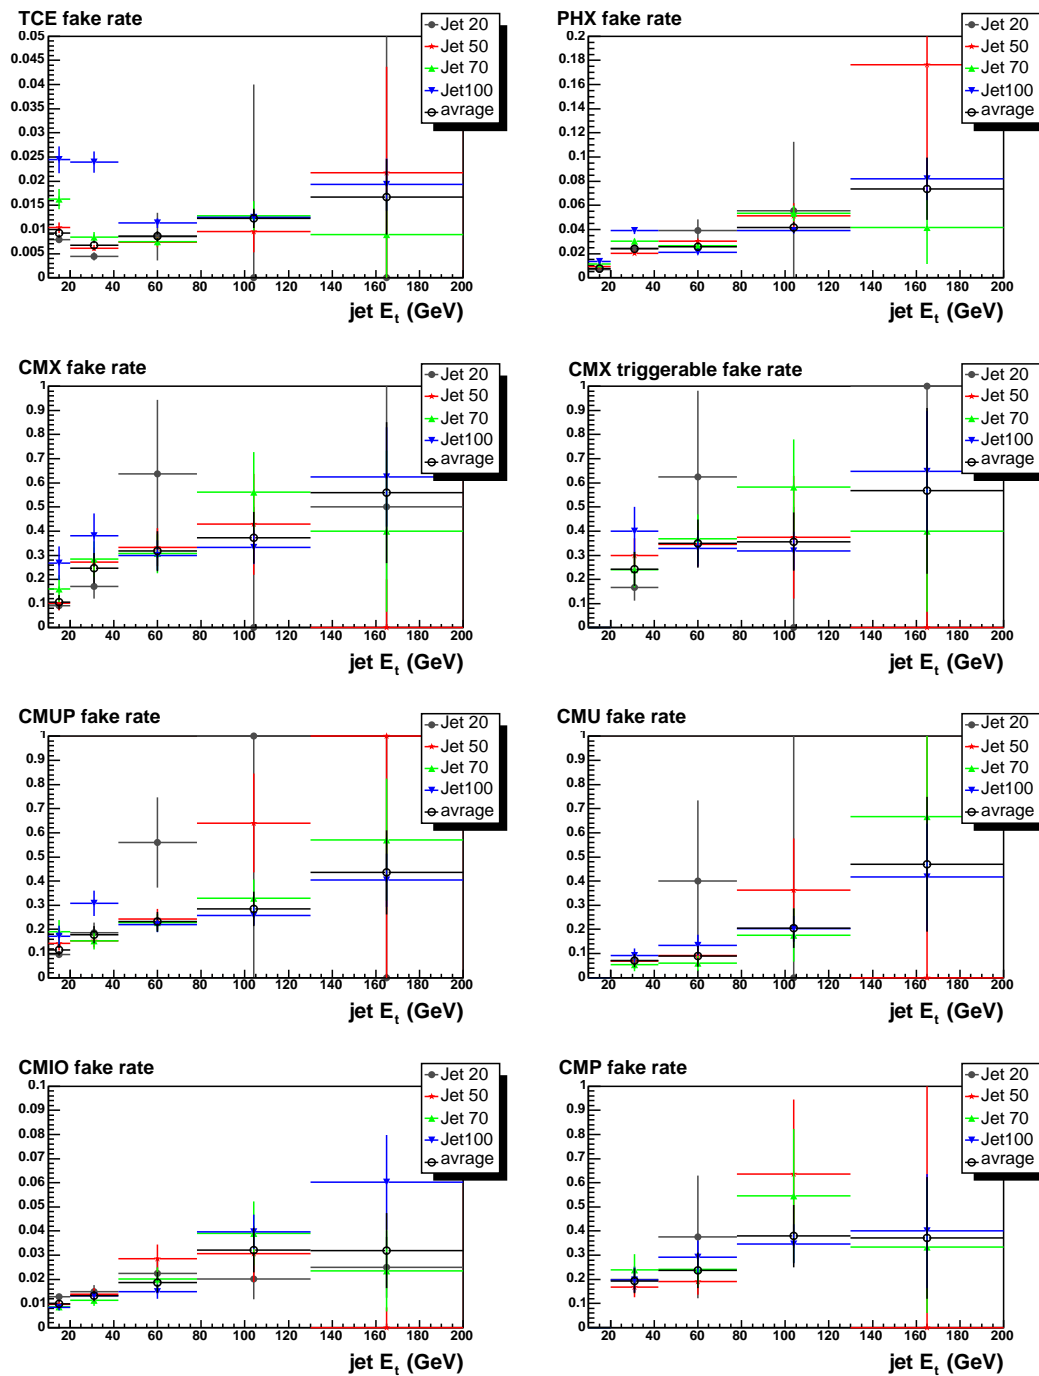 TCE fake rate
Jet 20
Jet 50
Jet 70
Jet100
avrage
0.05
0.045
0.04
0.035
0.03
0.025
0.02
0.015
0.01
0.005
0
20 40 60 80 100 120 140 160 180 200
jet E_t (GeV)
PHX fake rate
Jet 20
Jet 50
Jet 70
Jet100
avrage
0.2
0.18
0.16
0.14
0.12
0.1
0.08
0.06
0.04
0.02
0
20 40 60 80 100 120 140 160 180 200
jet E_t (GeV)
CMX fake rate
Jet 20
Jet 50
Jet 70
Jet100
avrage
1
0.9
0.8
0.7
0.6
0.5
0.4
0.3
0.2
0.1
0
20 40 60 80 100 120 140 160 180 200
jet E_t (GeV)
CMX triggerable fake rate
Jet 20
Jet 50
Jet 70
Jet100
avrage
1
0.9
0.8
0.7
0.6
0.5
0.4
0.3
0.2
0.1
0
20 40 60 80 100 120 140 160 180 200
jet E_t (GeV)
CMUP fake rate
Jet 20
Jet 50
Jet 70
Jet100
avrage
1
0.9
0.8
0.7
0.6
0.5
0.4
0.3
0.2
0.1
0
20 40 60 80 100 120 140 160 180 200
jet E_t (GeV)
CMU fake rate
Jet 20
Jet 50
Jet 70
Jet100
avrage
1
0.9
0.8
0.7
0.6
0.5
0.4
0.3
0.2
0.1
0
20 40 60 80 100 120 140 160 180 200
jet E_t (GeV)
CMIO fake rate
Jet 20
Jet 50
Jet 70
Jet100
avrage
0.1
0.09
0.08
0.07
0.06
0.05
0.04
0.03
0.02
0.01
0
20 40 60 80 100 120 140 160 180 200
jet E_t (GeV)
CMP fake rate
Jet 20
Jet 50
Jet 70
Jet100
avrage
1
0.9
0.8
0.7
0.6
0.5
0.4
0.3
0.2
0.1
0
20 40 60 80 100 120 140 160 180 200
jet E_t (GeV)